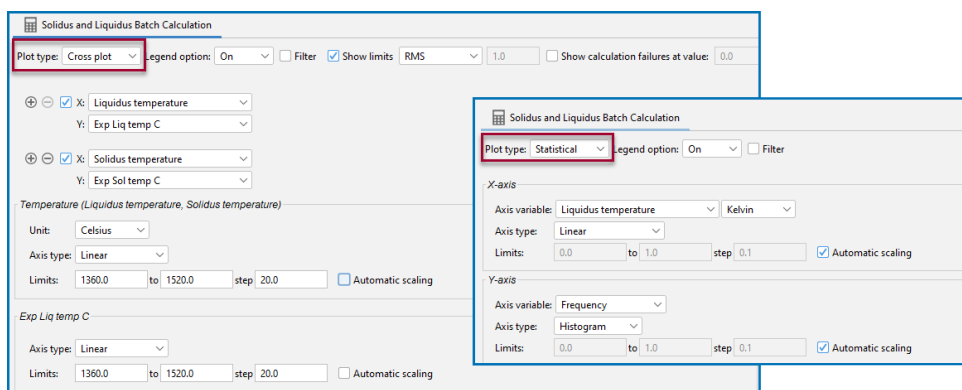 Solidus and Liquidus Batch Calculation
Plot type: Cross plot Legend option: On Filter Show limits RMS 1.0 Show calculation failures at value: 0.0
X: Liquidus temperature
Y: Exp Liq temp C
X: Solidus temperature
Y: Exp Sol temp C
Temperature (Liquidus temperature, Solidus temperature)
Unit: Celsius
Axis type: Linear
Limits: 1360.0 to 1520.0 step 20.0 Automatic scaling
Exp Liq temp C
Axis type: Linear
Limits: 1360.0 to 1520.0 step 20.0 Automatic scaling
Solidus and Liquidus Batch Calculation
Plot type: Statistical Legend option: On Filter
X-axis
Axis variable: Liquidus temperature Kelvin
Axis type: Linear
Limits: 0.0 to 1.0 step 0.1 Automatic scaling
Y-axis
Axis variable: Frequency
Axis type: Histogram
Limits: 0.0 to 1.0 step 0.1 Automatic scaling